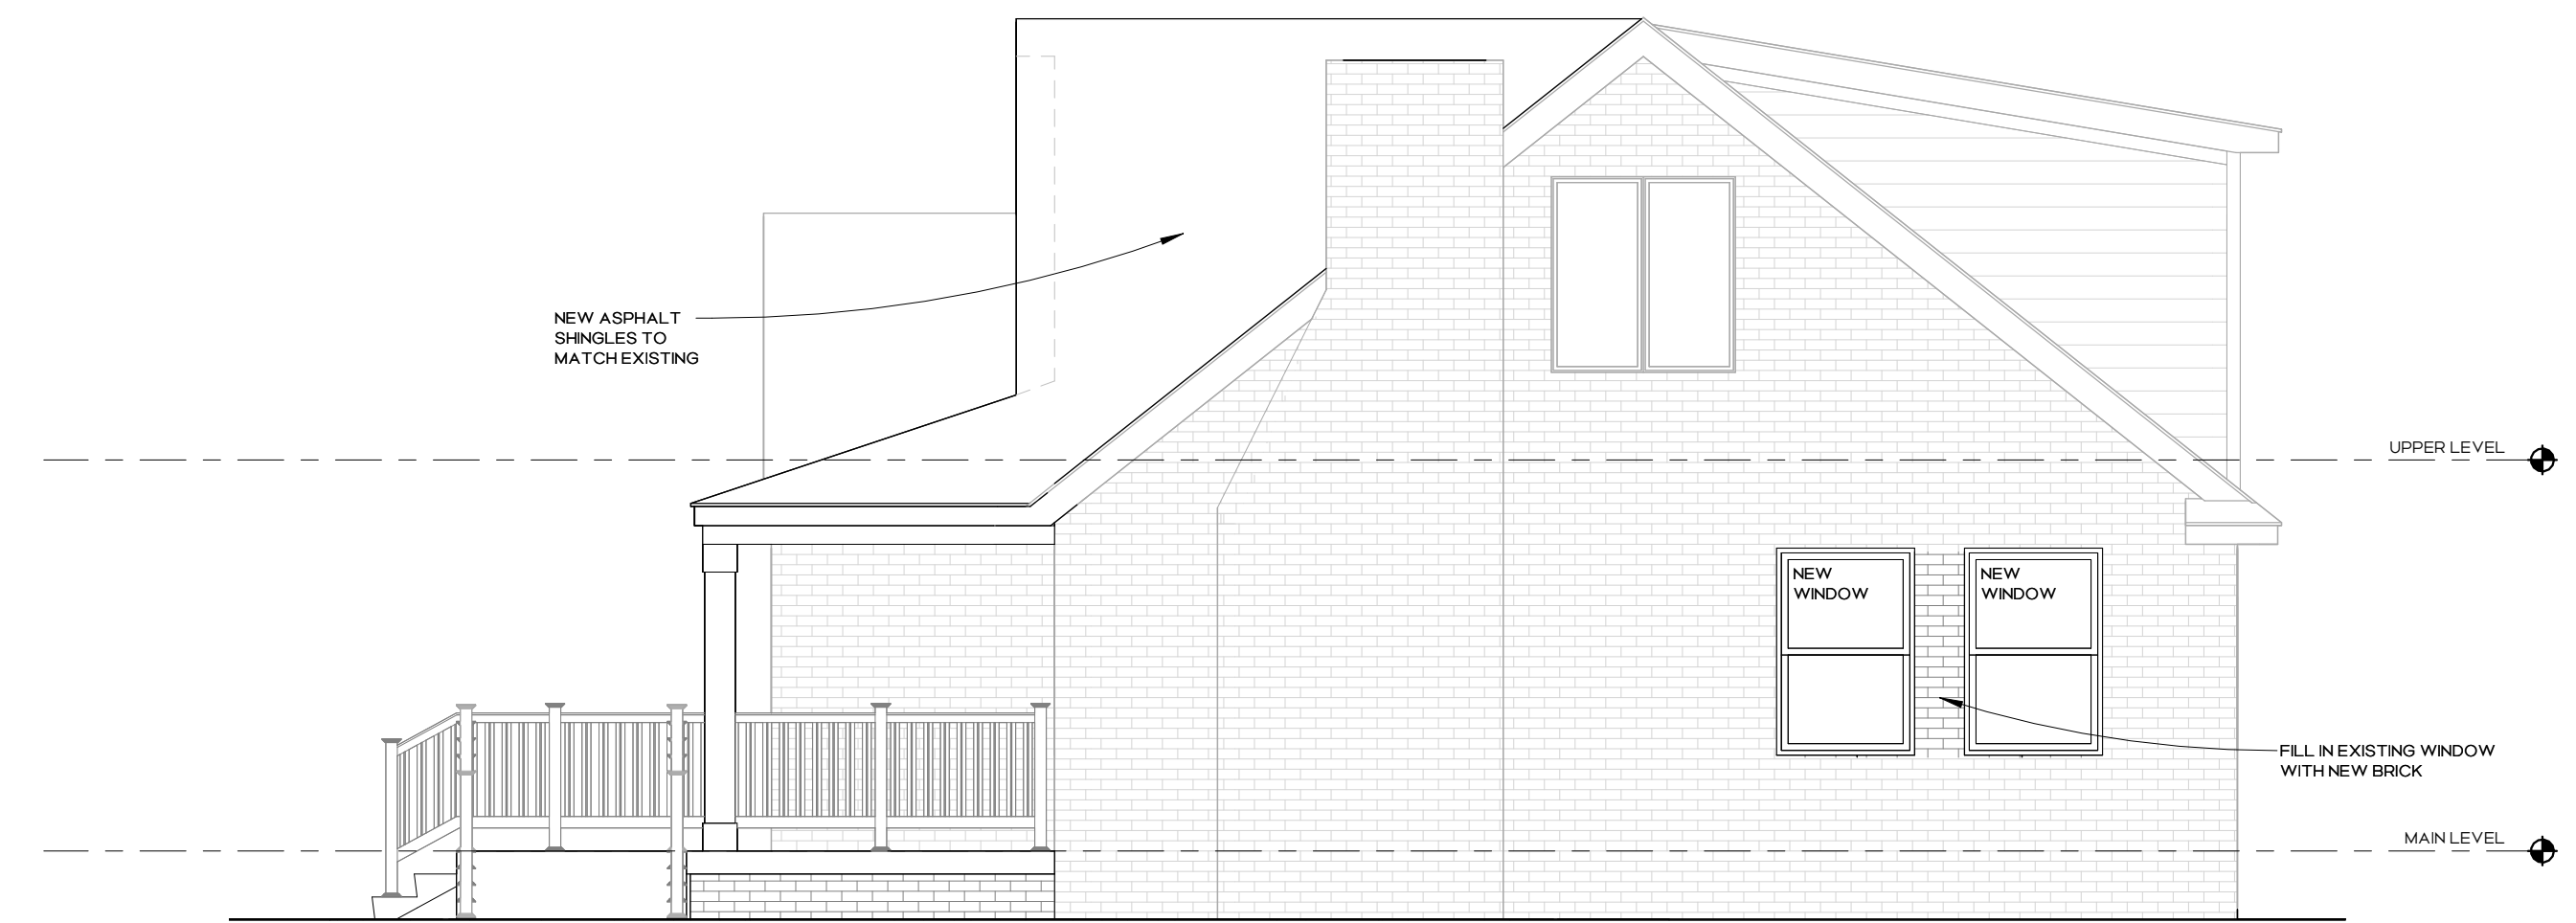 NEW ASPHALT
SHINGLES TO
MATCH EXISTING
UPPER LEVEL
NEW
WINDOW
NEW
WINDOW
FILL IN EXISTING WINDOW
WITH NEW BRICK
MAIN LEVEL